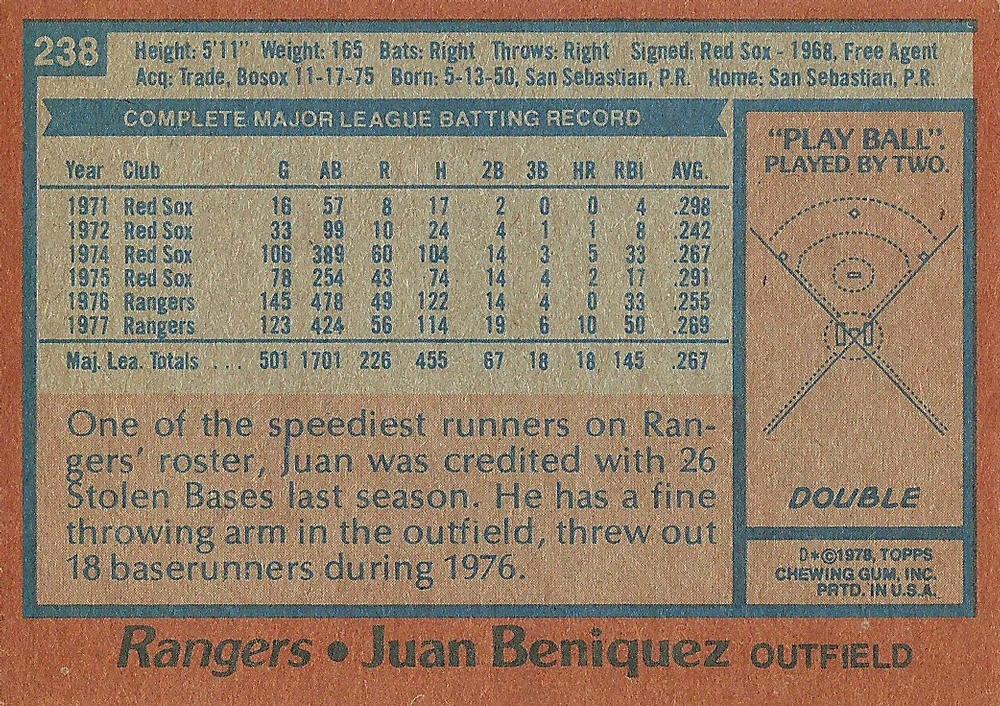 238
Height: 5'11" Weight: 165 Bats: Right Throws: Right Signed: Red Sox - 1968, Free Agent
Acq: Trade, Bosox 11-17-75 Born: 5-13-50, San Sebastian, P.R. Home: San Sebastian, P.R.
COMPLETE MAJOR LEAGUE BATTING RECORD
Year Club G AB R H 2B 3B HR RBI AVG.
1971 Red Sox 16 57 8 17 2 0 0 4 .298
1972 Red Sox 33 99 10 24 4 1 1 8 .242
1974 Red Sox 106 389 60 104 14 3 5 33 .267
1975 Red Sox 78 254 43 74 14 4 2 17 .291
1976 Rangers 145 478 49 122 14 4 0 33 .255
1977 Rangers 123 424 56 114 19 6 10 50 .269
Maj. Lea. Totals ... 501 1701 226 455 67 18 18 145 .267
One of the speediest runners on Ran-
gers' roster, Juan was credited with 26
Stolen Bases last season. He has a fine
throwing arm in the outfield, threw out
18 baserunners during 1976.
"PLAY BALL".
PLAYED BY TWO.
DOUBLE
D*©1978, TOPPS
CHEWING GUM, INC.
PRTD. IN U.S.A.
Rangers • Juan Beniquez OUTFIELD